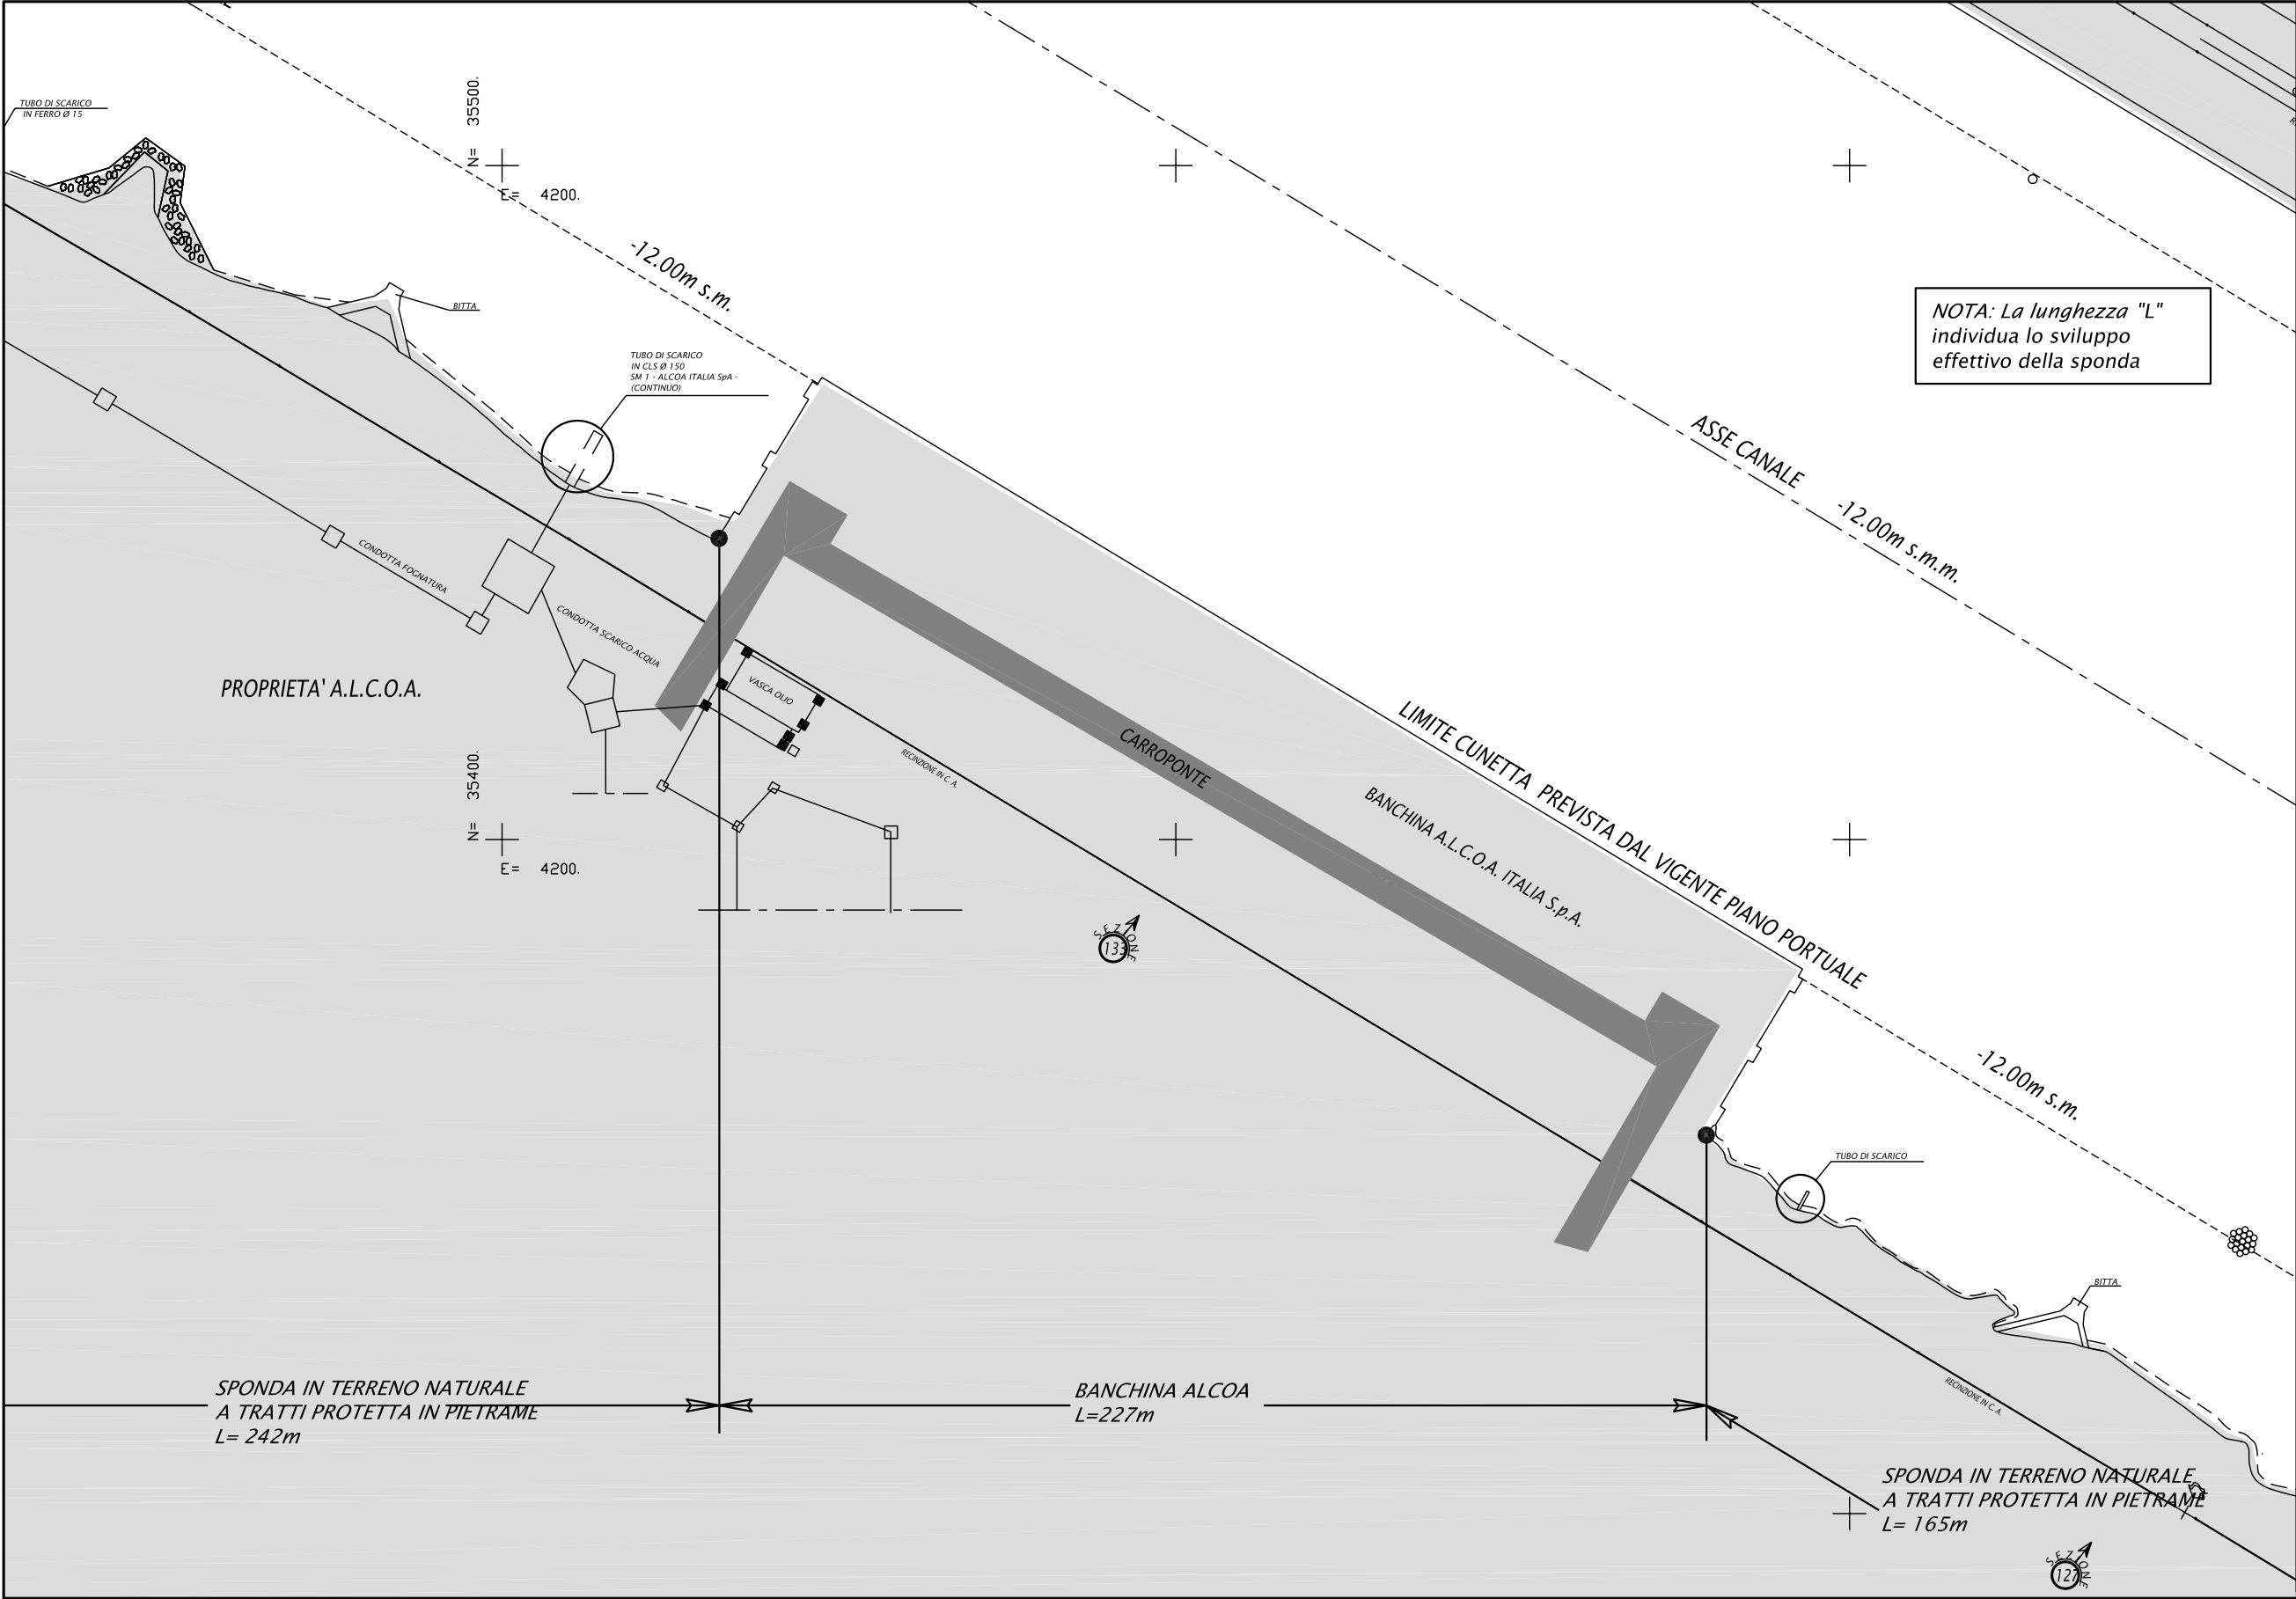 TUBO DI SCARICO
IN FERRO Ø 15
N= 35500.
E= 4200.
-12.00m s.m.
BITTA
TUBO DI SCARICO
IN CLS Ø 150
SM 1 - ALCOA ITALIA SpA -
(CONTINUO)
NOTA: La lunghezza "L"
individua lo sviluppo
effettivo della sponda
ASSE CANALE
-12.00m s.m.m.
CONDOTTA FOGNATURA
CONDOTTA SCARICO ACQUA
PROPRIETA' A.L.C.O.A.
VASCA OLIO
RECINZIONE IN C. A.
CARROPONTE
LIMITE CUNETTA PREVISTA DAL VIGENTE PIANO PORTUALE
BANCHINA A.L.C.O.A. ITALIA S.p.A.
N= 35400.
E= 4200.
SEZIONE
133
-12.00m s.m.
TUBO DI SCARICO
BITTA
RECINZIONE IN C. A.
SPONDA IN TERRENO NATURALE
A TRATTI PROTETTA IN PIETRAME
L= 242m
BANCHINA ALCOA
L=227m
SPONDA IN TERRENO NATURALE
A TRATTI PROTETTA IN PIETRAME
L= 165m
SEZIONE
127